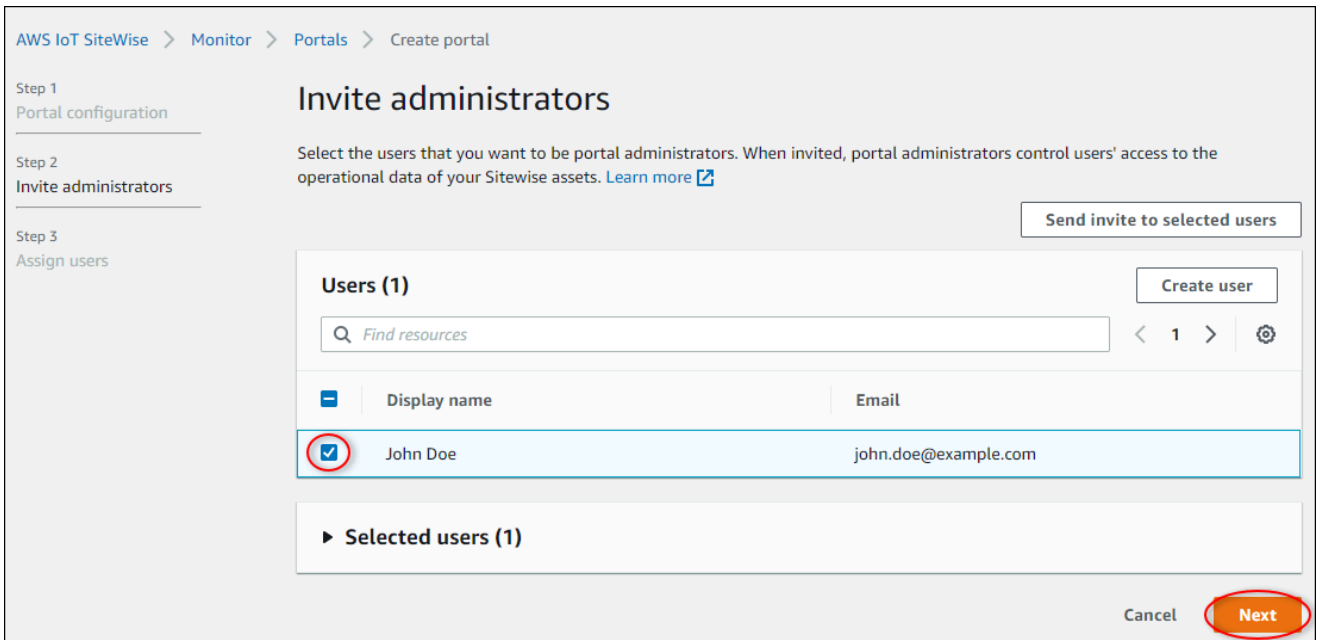 AWS IoT SiteWise > Monitor > Portals > Create portal
Step 1
Portal configuration
Step 2
Invite administrators
Step 3
Assign users
Invite administrators
Select the users that you want to be portal administrators. When invited, portal administrators control users' access to the
operational data of your Sitewise assets. Learn more
Send invite to selected users
Users (1)
Create user
Find resources
< 1 >
Display name Email
John Doe john.doe@example.com
Selected users (1)
Cancel Next